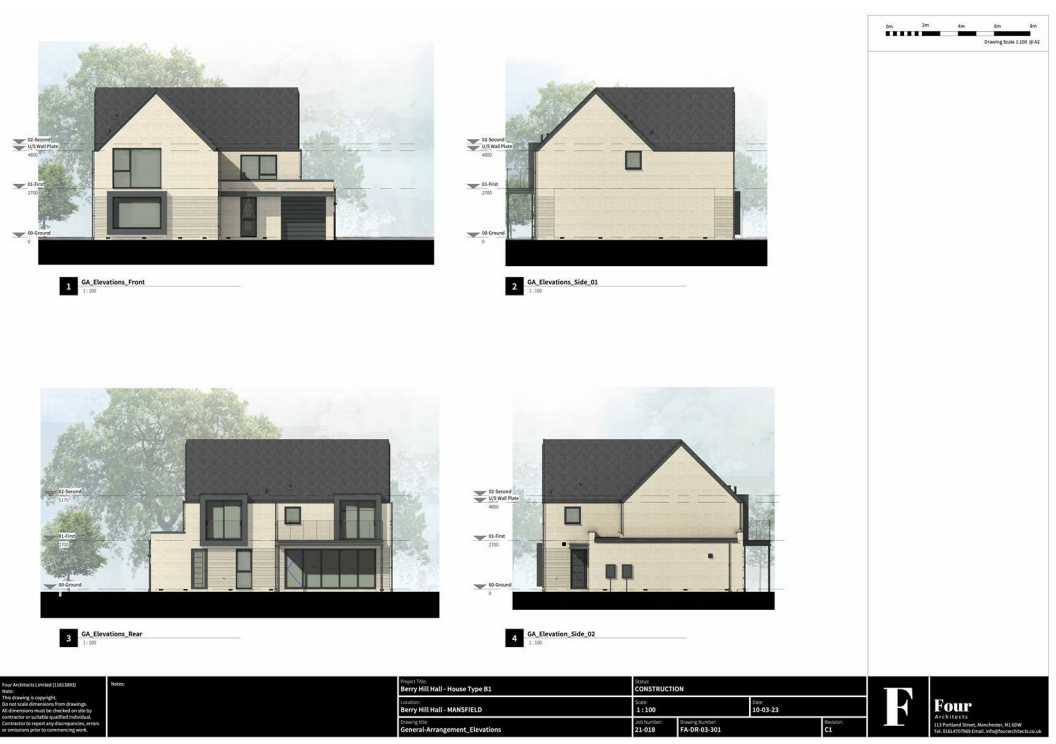 0m 2m 4m 6m 8m
Drawing Scale 1:100 @ A2
02-Second
U/S Wall Plate
4800
01-First
2700
00-Ground
0
1 GA_Elevations_Front
1 : 100
02-Second
U/S Wall Plate
4800
01-First
2700
00-Ground
0
2 GA_Elevations_Side_01
1 : 100
02-Second
5175
01-First
2700
00-Ground
3 GA_Elevations_Rear
1 : 100
02-Second
U/S Wall Plate
4800
01-First
2700
00-Ground
0
4 GA_Elevation_Side_02
1 : 100
Four Architects Limited (11613893)
Note:
This drawing is copyright.
Do not scale dimensions from drawings.
All dimensions must be checked on site by
contractor or suitable qualified individual.
Contractor to report any discrepancies, errors
or omissions prior to commencing work.
Notes:
Project Title:
Berry Hill Hall - House Type B1
Location:
Berry Hill Hall - MANSFIELD
Drawing title:
General-Arrangement_Elevations
Status
CONSTRUCTION
Scale:
1 : 100
Date:
10-03-23
Job Number:
21-018
Drawing Number:
FA-DR-03-301
Revision:
C1
F
Four
Architects
113 Portland Street, Manchester, M1 6DW
Tel. 01614707969 Email. info@fourarchitects.co.uk